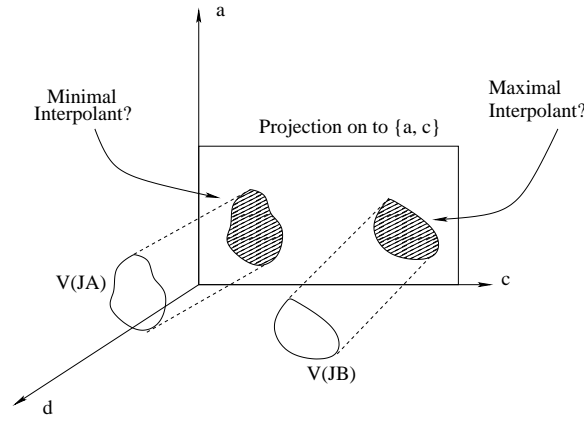 a
Minimal
Interpolant?
Maximal
Interpolant?
Projection on to {a, c}
V(JA)
c
V(JB)
d